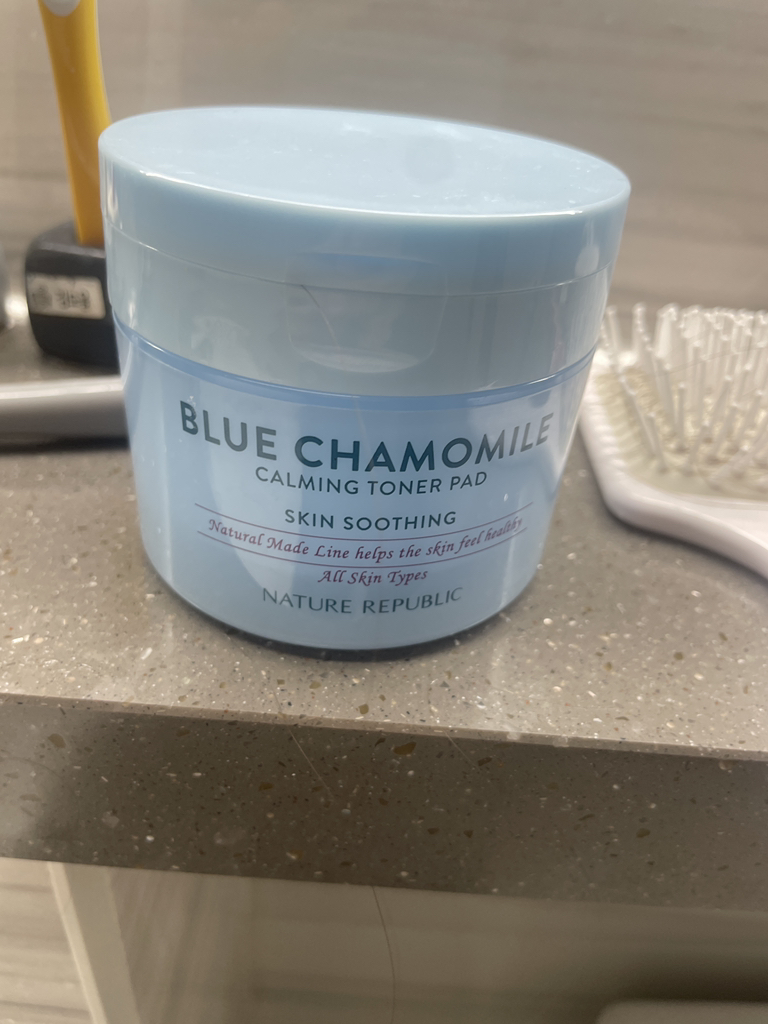 BLUE CHAMOMILE
CALMING TONER PAD
SKIN SOOTHING
Natural Made Line helps the skin feel healthy
All Skin Types
NATURE REPUBLIC